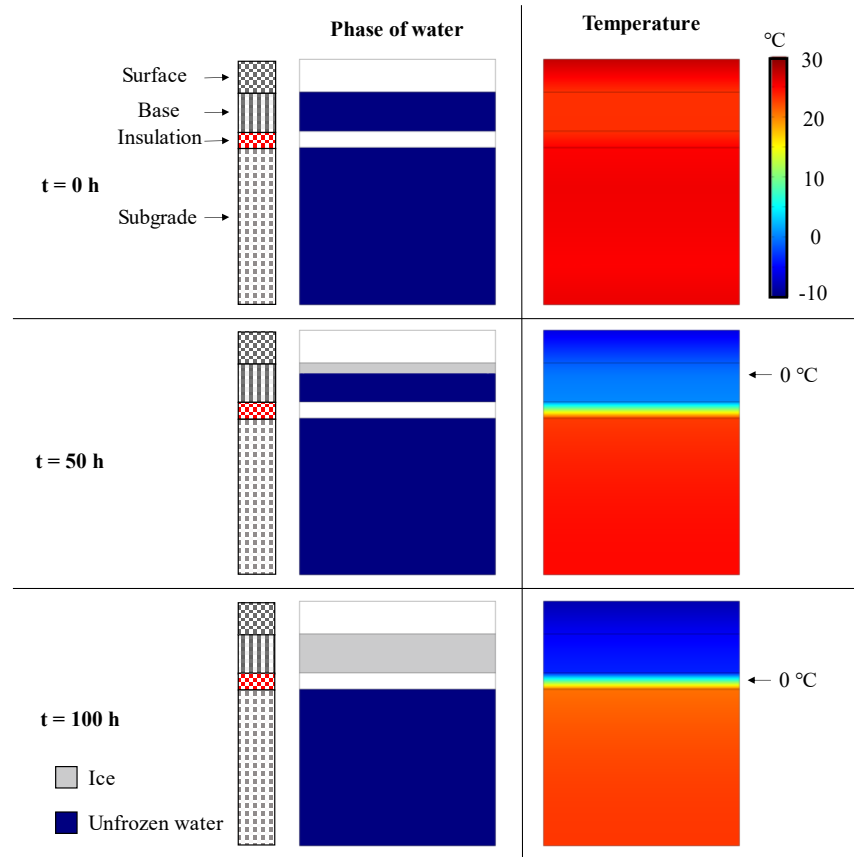 Phase of water
Temperature
°C
Surface
Base
Insulation
t = 0 h
Subgrade
30
20
10
0
-10
t = 50 h
0 °C
t = 100 h
0 °C
Ice
Unfrozen water